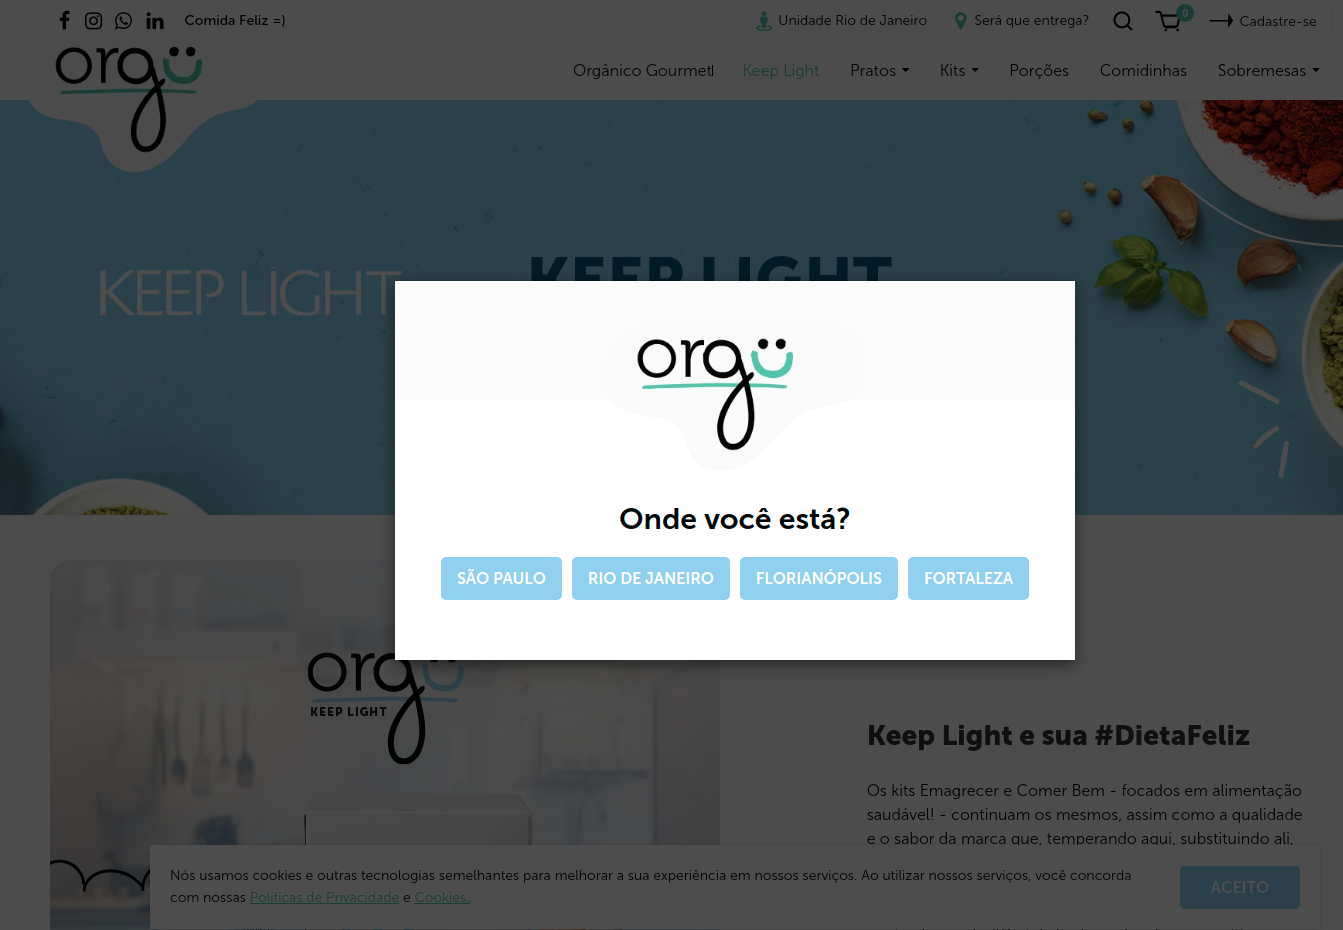 Comida Feliz =)
Unidade Rio de Janeiro
Será que entrega?
0
Cadastre-se
orgü
Orgânico Gourmet
Keep Light
Pratos
Kits
Porções
Comidinhas
Sobremesas
KEEP LIGHT
KEEP LIGHT
orgü
Onde você está?
SÃO PAULO
RIO DE JANEIRO
FLORIANÓPOLIS
FORTALEZA
orgü
KEEP LIGHT
Keep Light e sua #DietaFeliz
Os kits Emagrecer e Comer Bem - focados em alimentação
saudável! - continuam os mesmos, assim como a qualidade
e o sabor da marca que, temperando aqui, substituindo ali,
Nós usamos cookies e outras tecnologias semelhantes para melhorar a sua experiência em nossos serviços. Ao utilizar nossos serviços, você concorda
com nossas Políticas de Privacidade e Cookies.
ACEITO